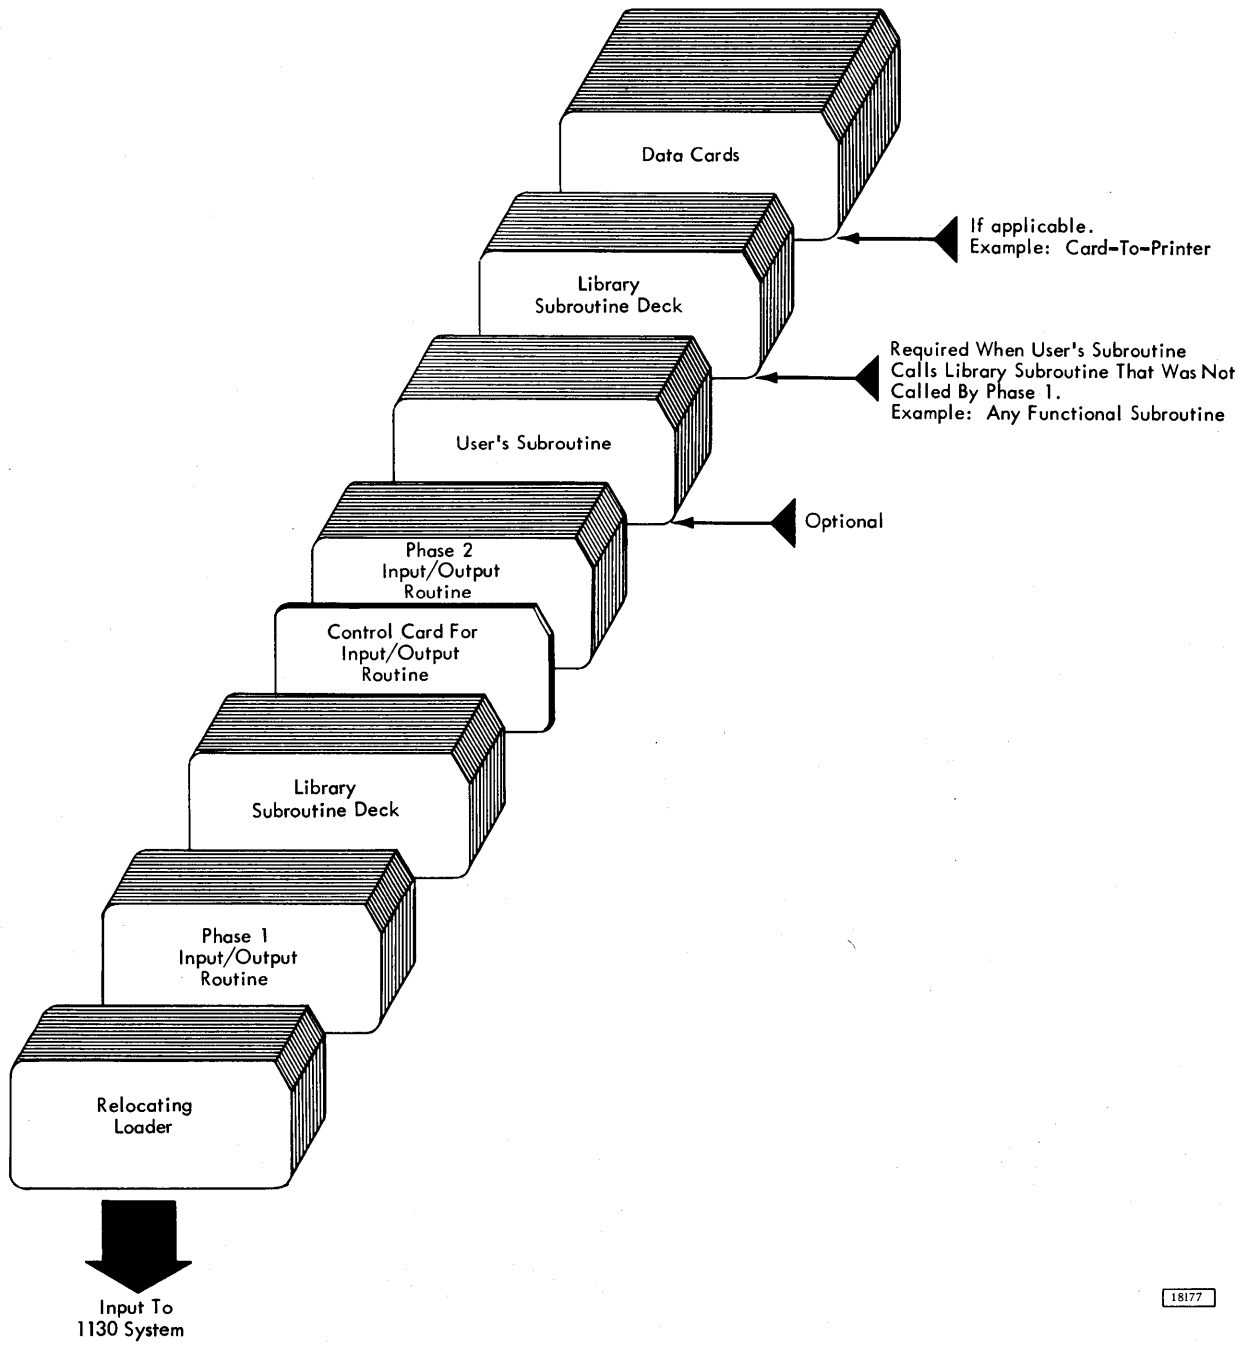 Data Cards
If applicable.
Example: Card-To-Printer
Library
Subroutine Deck
Required When User's Subroutine
Calls Library Subroutine That Was Not
Called By Phase 1.
Example: Any Functional Subroutine
User's Subroutine
Optional
Phase 2
Input/Output
Routine
Control Card For
Input/Output
Routine
Library
Subroutine Deck
Phase 1
Input/Output
Routine
Relocating
Loader
Input To
1130 System
18177